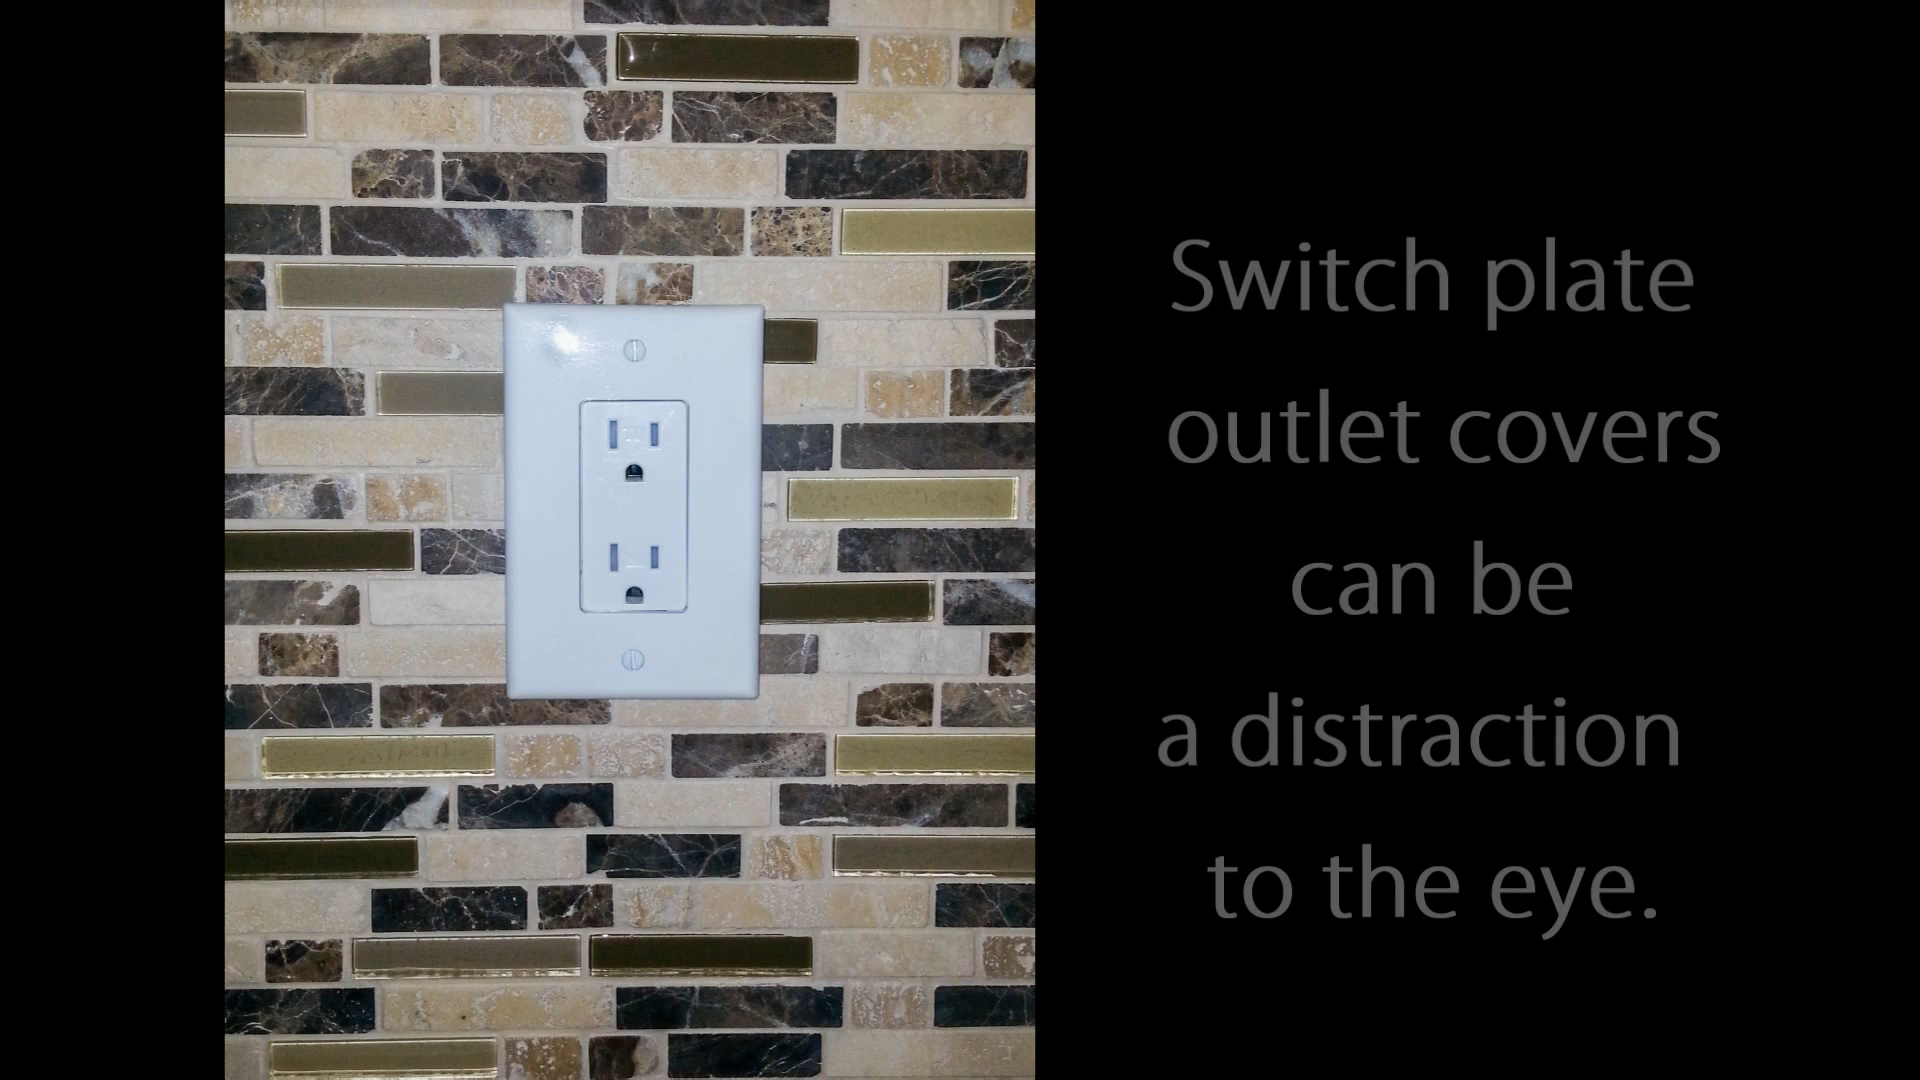 Switch plate
outlet covers
can be
a distraction
to the eye.